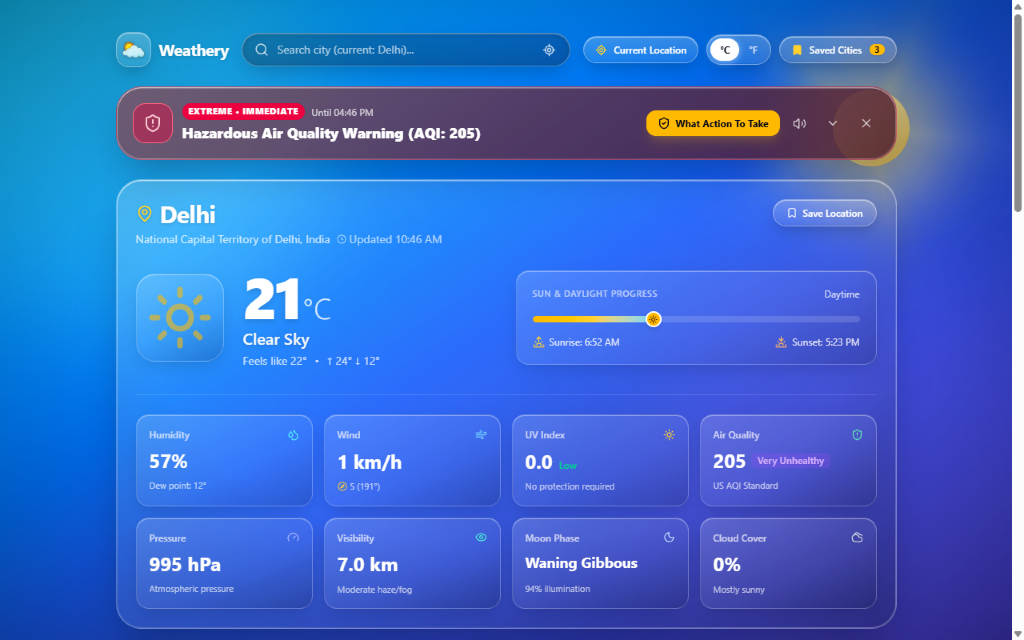 Weathery
Search city (current: Delhi)...
Current Location
°C °F
Saved Cities 3
EXTREME • IMMEDIATE Until 04:46 PM
Hazardous Air Quality Warning (AQI: 205)
What Action To Take
Delhi
Save Location
National Capital Territory of Delhi, India Updated 10:46 AM
21°C
Clear Sky
Feels like 22° • ↑ 24° ↓ 12°
SUN & DAYLIGHT PROGRESS Daytime
Sunrise: 6:52 AM Sunset: 5:23 PM
Humidity
57%
Dew point: 12°
Wind
1 km/h
S (191°)
UV Index
0.0 Low
No protection required
Air Quality
205 Very Unhealthy
US AQI Standard
Pressure
995 hPa
Atmospheric pressure
Visibility
7.0 km
Moderate haze/fog
Moon Phase
Waning Gibbous
94% illumination
Cloud Cover
0%
Mostly sunny